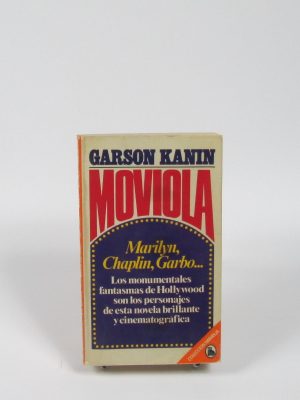 GARSON KANIN
MOVIOLA
Marilyn,
Chaplin, Garbo...
Los monumentales
fantasmas de Hollywood
son los personajes
de esta novela brillante
y cinematográfica